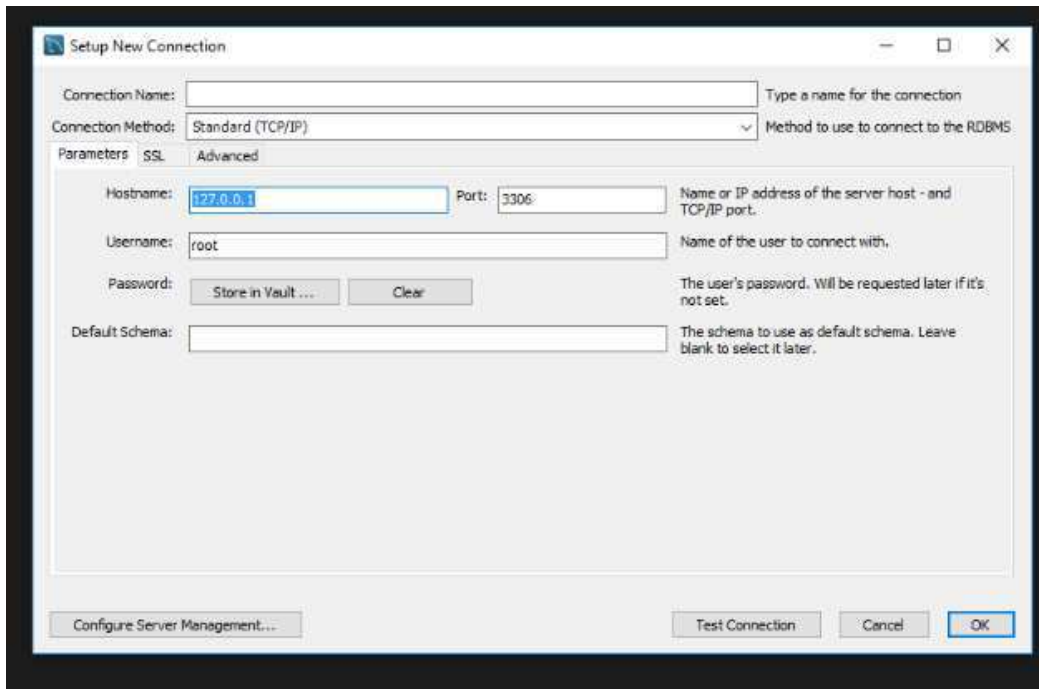 Setup New Connection
Connection Name:
Type a name for the connection
Connection Method: Standard (TCP/IP)
Method to use to connect to the RDBMS
Parameters SSL Advanced
Hostname: 127.0.0.1 Port: 3306
Name or IP address of the server host - and
TCP/IP port.
Username: root
Name of the user to connect with.
Password: Store in Vault ... Clear
The user's password. Will be requested later if it's
not set.
Default Schema:
The schema to use as default schema. Leave
blank to select it later.
Configure Server Management... Test Connection Cancel OK